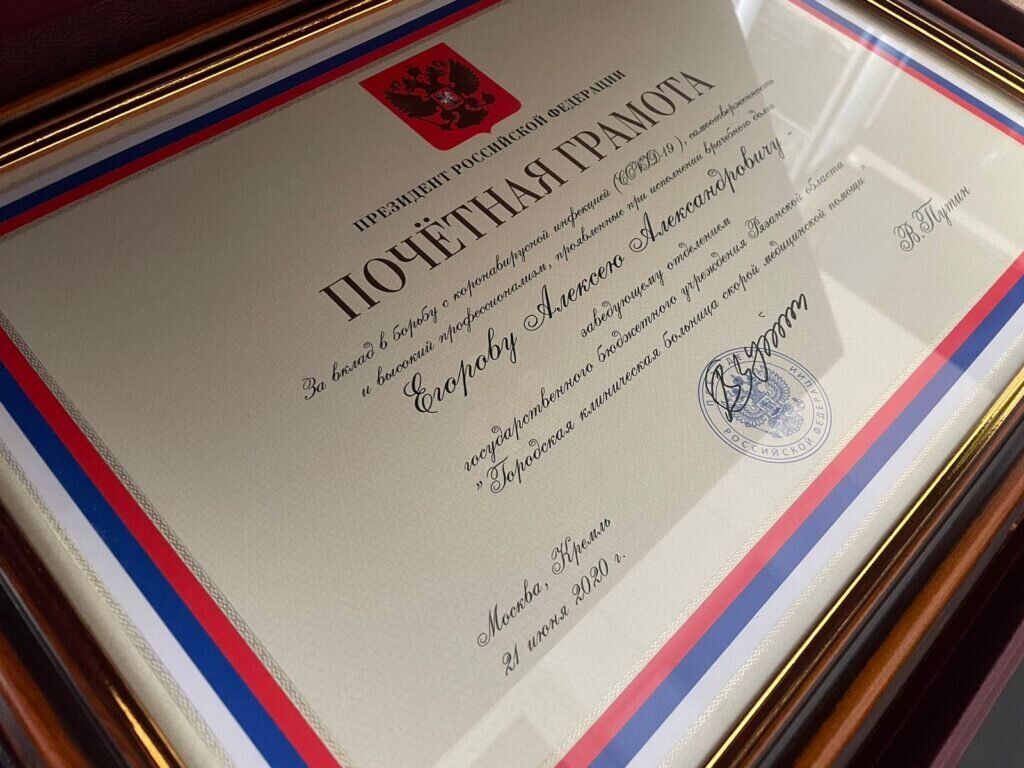 ПРЕЗИДЕНТ РОССИЙСКОЙ ФЕДЕРАЦИИ
ПОЧЁТНАЯ ГРАМОТА
За вклад в борьбу с коронавирусной инфекцией (COVID-19), самоотверженность
и высокий профессионализм, проявленные при исполнении врачебного долга
Егорову Алексею Александровичу -
заведующему отделением
государственного бюджетного учреждения Рязанской области
"Городская клиническая больница скорой медицинской помощи"
В.Путин
РОССИЙСКОЙ ФЕДЕРАЦИИ
Москва, Кремль
21 июня 2020 г.